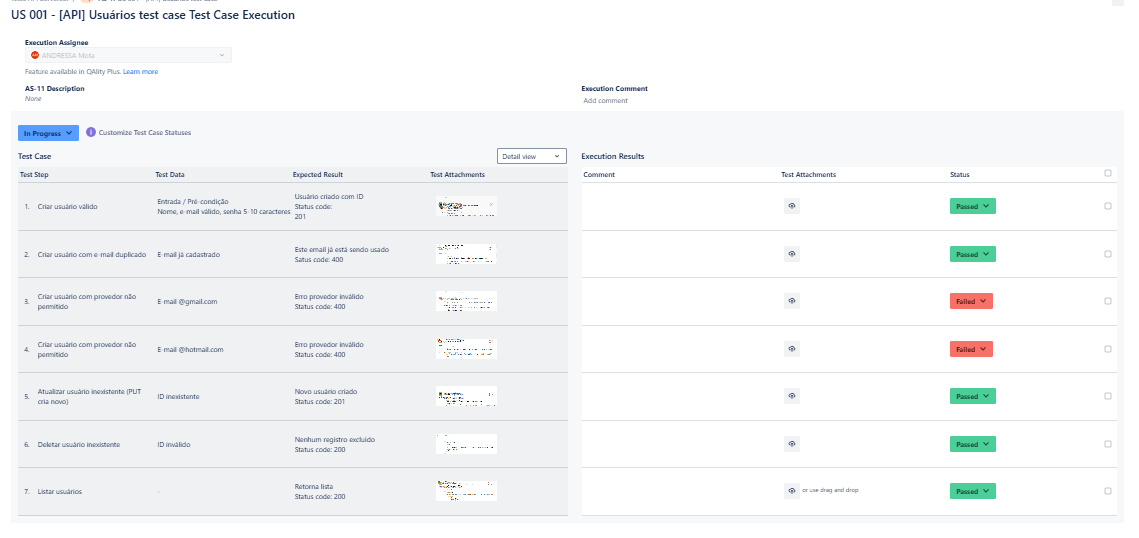 US 001 - [API] Usuários test case Test Case Execution
Execution Assignee
ANDRESSA Mota
Feature available in QAlity Plus. Learn more
AS-11 Description
None
Execution Comment
Add comment
In Progress
Customize Test Case Statuses
Test Case
Detail view
Execution Results
Test Step Test Data Expected Result Test Attachments
Comment Test Attachments Status
1. Criar usuário válido
Entrada / Pré-condição
Nome, e-mail válido, senha 5-10 caracteres
Usuário criado com ID
Status code:
201
Passed
2. Criar usuário com e-mail duplicado
E-mail já cadastrado
Este email já está sendo usado
Satus code: 400
Passed
3. Criar usuário com provedor não
permitido
E-mail @gmail.com
Erro provedor inválido
Status code: 400
Failed
4. Criar usuário com provedor não
permitido
E-mail @hotmail.com
Erro provedor inválido
Status code: 400
Failed
5. Atualizar usuário inexistente (PUT
cria novo)
ID inexistente
Novo usuário criado
Status code: 201
Passed
6. Deletar usuário inexistente
ID inválido
Nenhum registro excluído
Status code: 200
Passed
7. Listar usuários
-
Retorna lista
Status code: 200
or use drag and drop
Passed